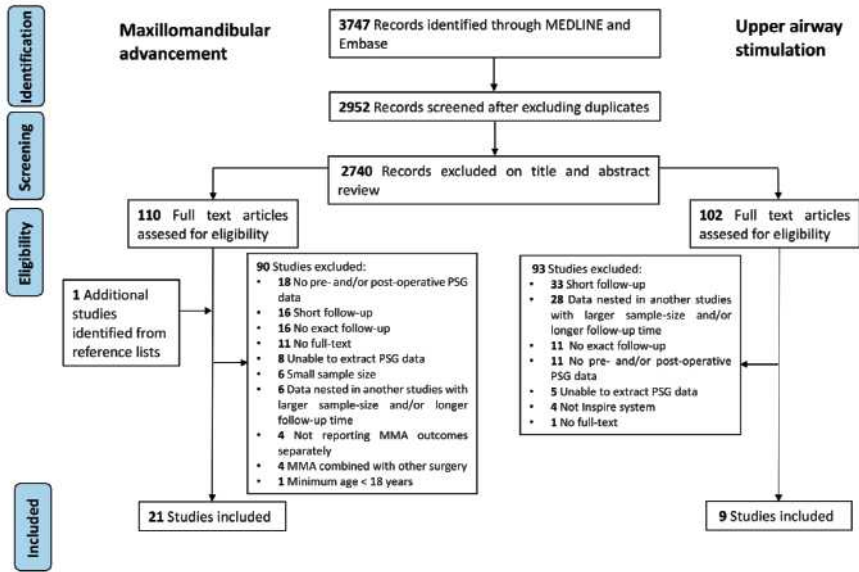 Identification
Screening
Eligibility
Included
Maxillomandibular
advancement
Upper airway
stimulation
3747 Records identified through MEDLINE and
Embase
2952 Records screened after excluding duplicates
2740 Records excluded on title and abstract
review
110 Full text articles
assesed for eligibility
102 Full text articles
assesed for eligibility
1 Additional
studies
identified from
reference lists
90 Studies excluded:
• 18 No pre- and/or post-operative PSG
data
• 16 Short follow-up
• 16 No exact follow-up
• 11 No full-text
• 8 Unable to extract PSG data
• 6 Small sample size
• 6 Data nested in another studies with
larger sample-size and/or longer
follow-up time
• 4 Not reporting MMA outcomes
separately
• 4 MMA combined with other surgery
• 1 Minimum age < 18 years
93 Studies excluded:
• 33 Short follow-up
• 28 Data nested in another studies
with larger sample-size and/or
longer follow-up time
• 11 No exact follow-up
• 11 No pre- and/or post-operative
PSG data
• 5 Unable to extract PSG data
• 4 Not Inspire system
• 1 No full-text
21 Studies included
9 Studies included